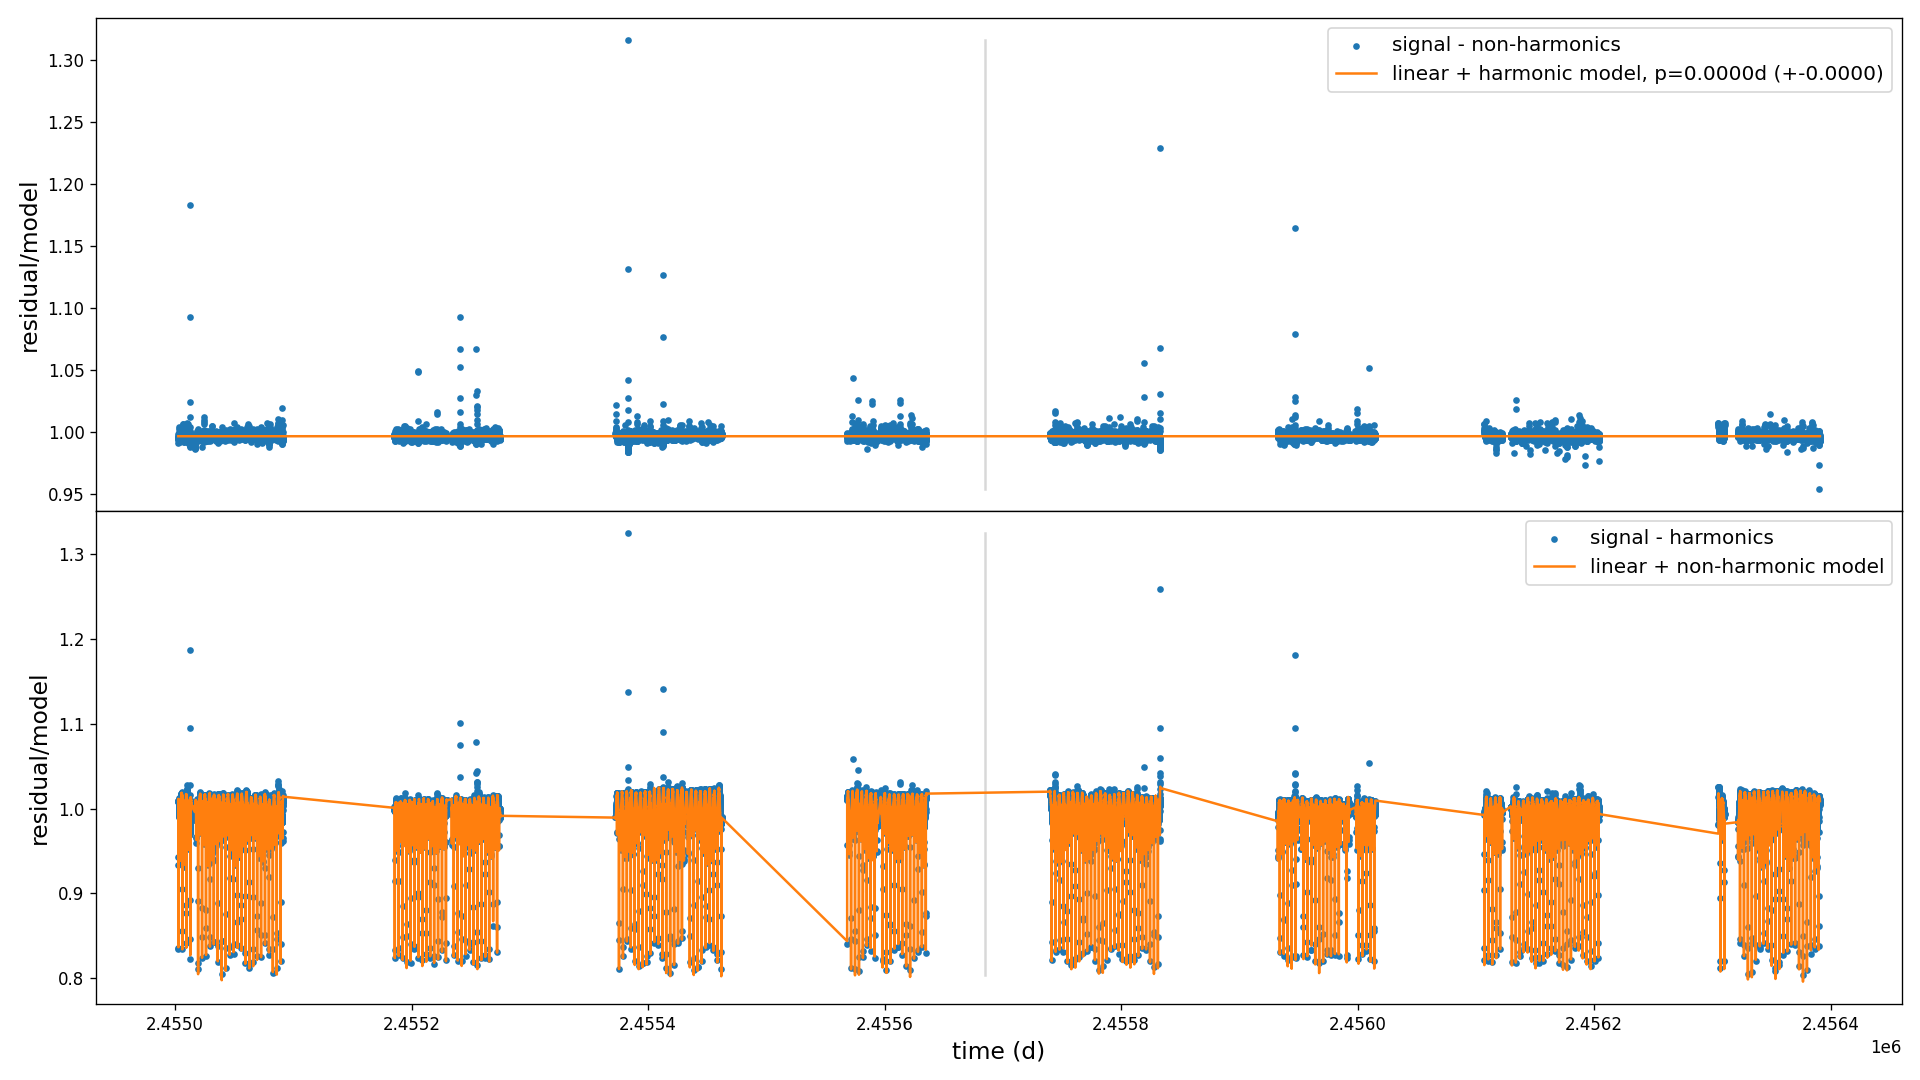 signal - non-harmonics
linear + harmonic model, p=0.0000d (+-0.0000)
residual/model
1.30
1.25
1.20
1.15
1.10
1.05
1.00
0.95
signal - harmonics
linear + non-harmonic model
residual/model
1.3
1.2
1.1
1.0
0.9
0.8
2.4550
2.4552
2.4554
2.4556
2.4558
2.4560
2.4562
2.4564
1e6
time (d)